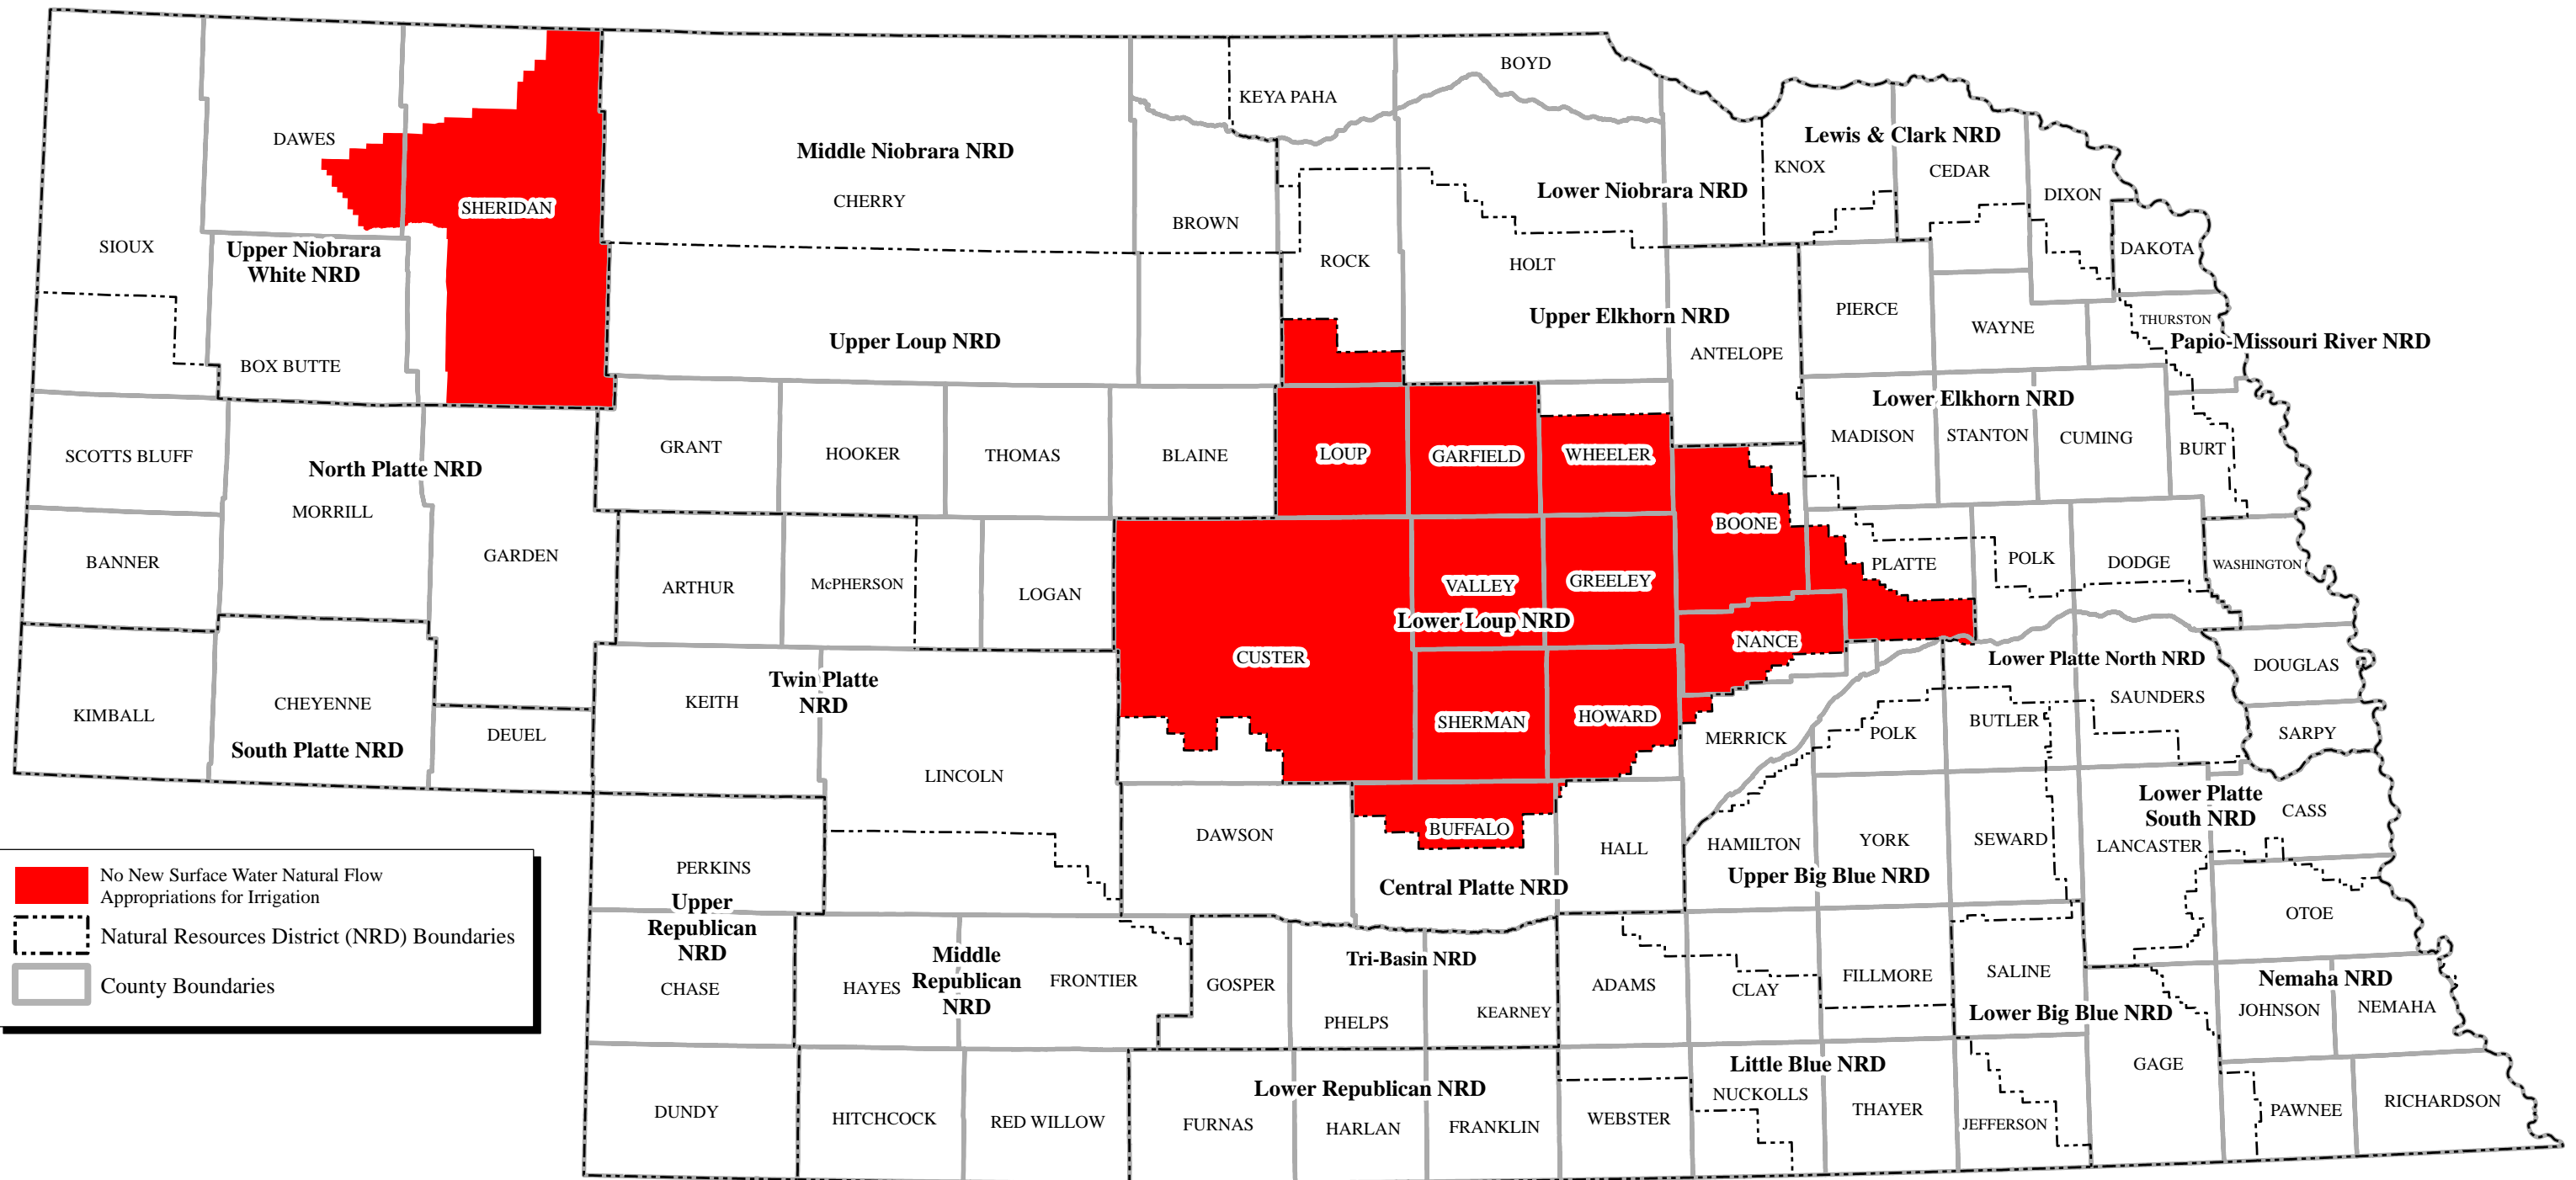 BOYD
KEYA PAHA
DAWES
Middle Niobrara NRD
Lewis & Clark NRD
KNOX
CEDAR
CHERRY
Lower Niobrara NRD
DIXON
SHERIDAN
BROWN
SIOUX
Upper Niobrara
White NRD
ROCK
HOLT
DAKOTA
Upper Loup NRD
Upper Elkhorn NRD
PIERCE
WAYNE
THURSTON
Papio-Missouri River NRD
BOX BUTTE
ANTELOPE
Lower Elkhorn NRD
SCOTTS BLUFF
North Platte NRD
GRANT
HOOKER
THOMAS
BLAINE
LOUP
GARFIELD
WHEELER
MADISON
STANTON
CUMING
BURT
MORRILL
BOONE
BANNER
GARDEN
ARTHUR
McPHERSON
LOGAN
VALLEY
GREELEY
PLATTE
POLK
DODGE
WASHINGTON
Lower Loup NRD
CUSTER
NANCE
Lower Platte North NRD
DOUGLAS
KIMBALL
CHEYENNE
KEITH
Twin Platte
NRD
SHERMAN
HOWARD
MERRICK
POLK
BUTLER
SAUNDERS
SARPY
South Platte NRD
DEUEL
LINCOLN
Lower Platte
South NRD
CASS
DAWSON
BUFFALO
HALL
HAMILTON
YORK
SEWARD
LANCASTER
PERKINS
Central Platte NRD
Upper Big Blue NRD
No New Surface Water Natural Flow
Appropriations for Irrigation
Natural Resources District (NRD) Boundaries
County Boundaries
Upper
Republican
NRD
OTOE
CHASE
HAYES
Middle
Republican
NRD
FRONTIER
GOSPER
Tri-Basin NRD
PHELPS
KEARNEY
ADAMS
CLAY
FILLMORE
SALINE
Lower Big Blue NRD
Nemaha NRD
JOHNSON
NEMAHA
DUNDY
HITCHCOCK
RED WILLOW
Lower Republican NRD
FURNAS
HARLAN
FRANKLIN
WEBSTER
Little Blue NRD
NUCKOLLS
THAYER
JEFFERSON
GAGE
PAWNEE
RICHARDSON